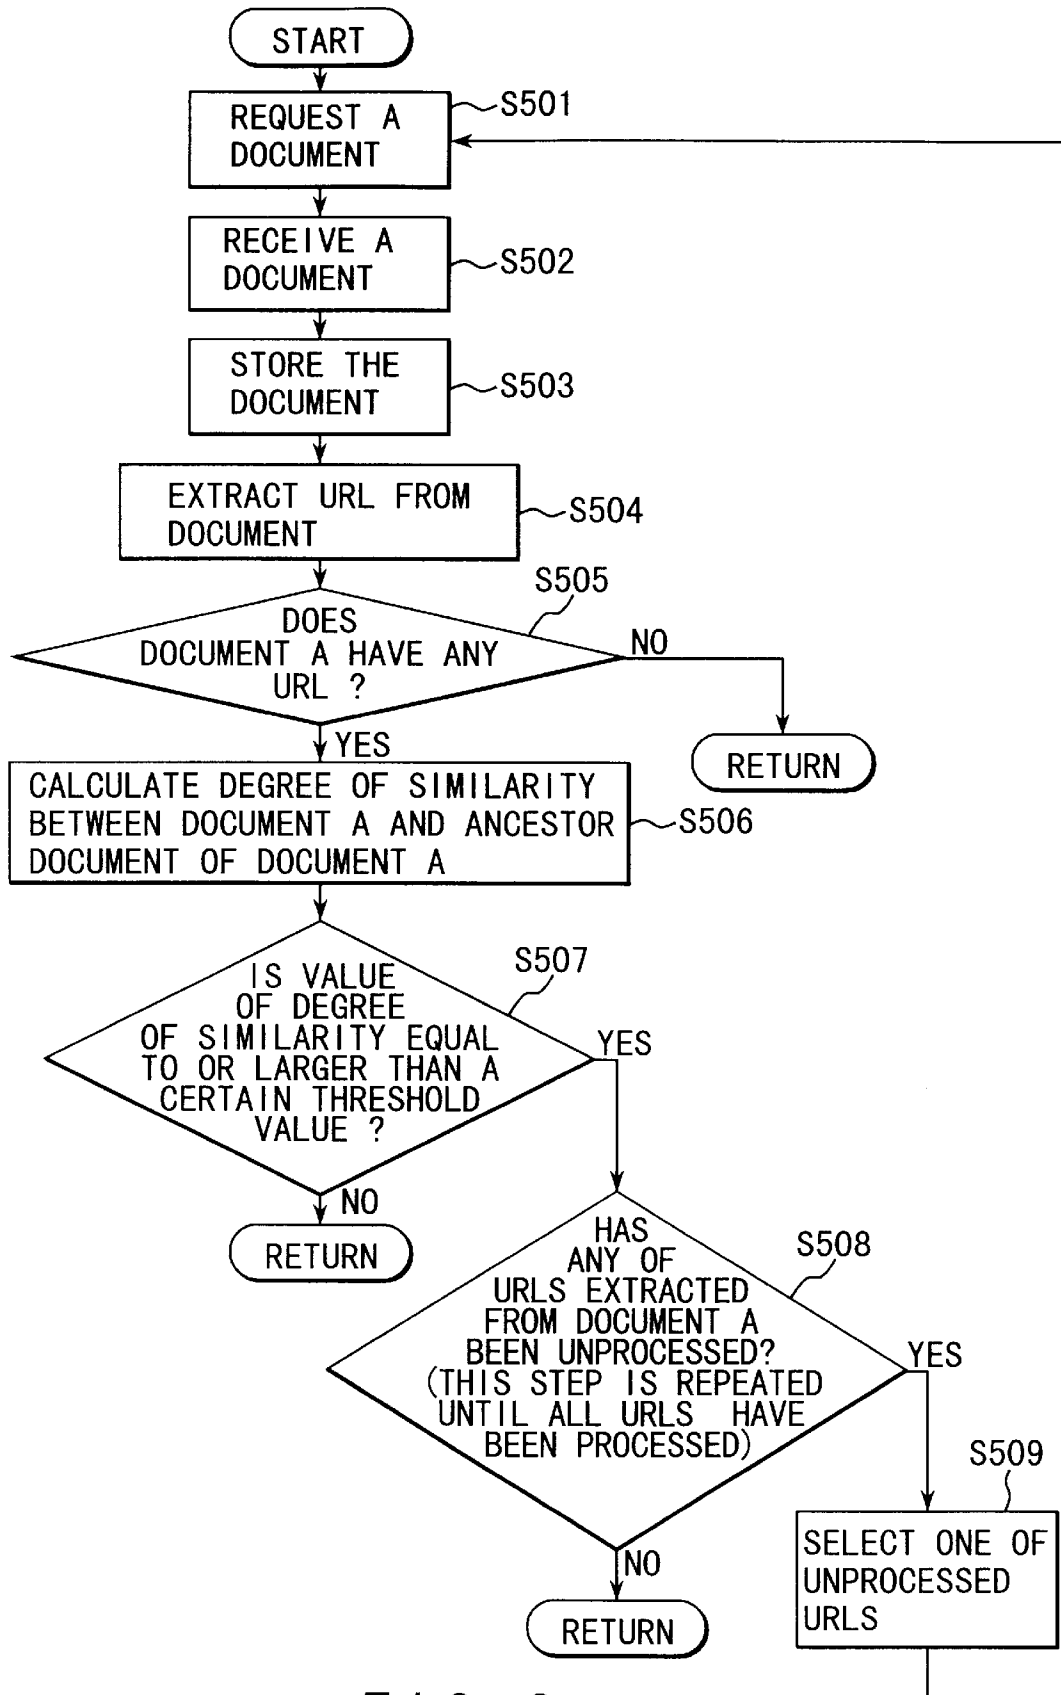 START
S501
REQUEST A
DOCUMENT
RECEIVE A
DOCUMENT
S502
STORE THE
DOCUMENT
S503
EXTRACT URL FROM
DOCUMENT
S504
S505
DOES
DOCUMENT A HAVE ANY
URL ?
NO
RETURN
YES
CALCULATE DEGREE OF SIMILARITY
BETWEEN DOCUMENT A AND ANCESTOR
DOCUMENT OF DOCUMENT A
S506
S507
IS VALUE
OF DEGREE
OF SIMILARITY EQUAL
TO OR LARGER THAN A
CERTAIN THRESHOLD
VALUE ?
YES
NO
RETURN
S508
HAS
ANY OF
URLS EXTRACTED
FROM DOCUMENT A
BEEN UNPROCESSED?
(THIS STEP IS REPEATED
UNTIL ALL URLS HAVE
BEEN PROCESSED)
YES
NO
RETURN
S509
SELECT ONE OF
UNPROCESSED
URLS